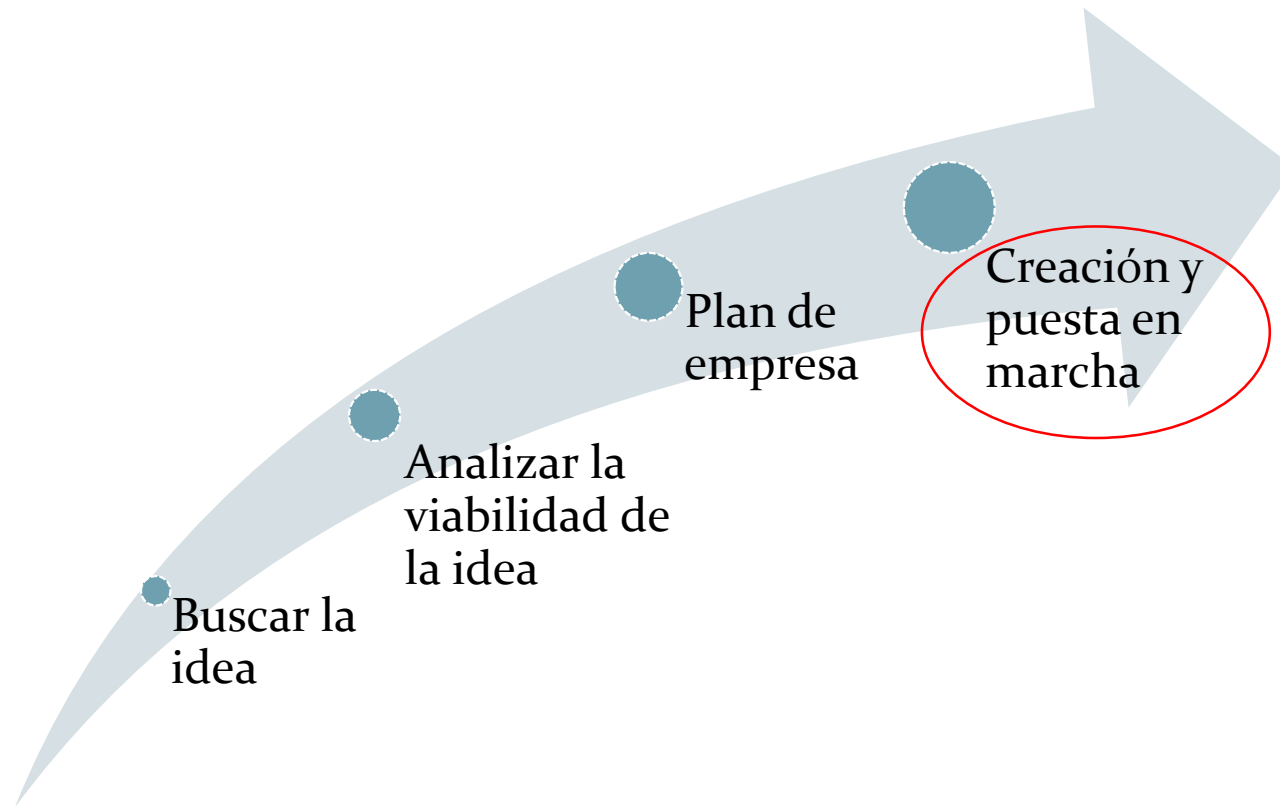 Buscar la
idea
Analizar la
viabilidad de
la idea
Plan de
empresa
Creación y
puesta en
marcha